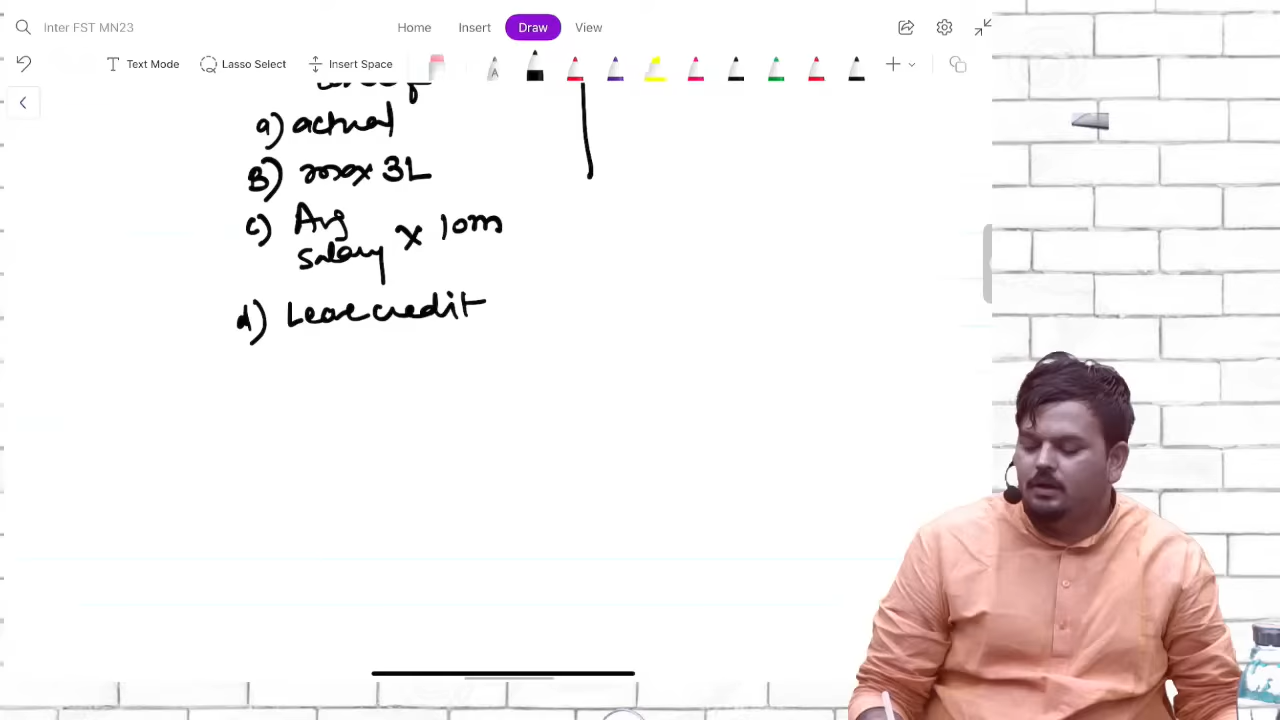 Inter FST MN23
Home
Insert
Draw
View
Text Mode
Lasso Select
Insert Space
A
a) actual
B) max 3L
c) Avg
salary x 10m
d) Leave credit